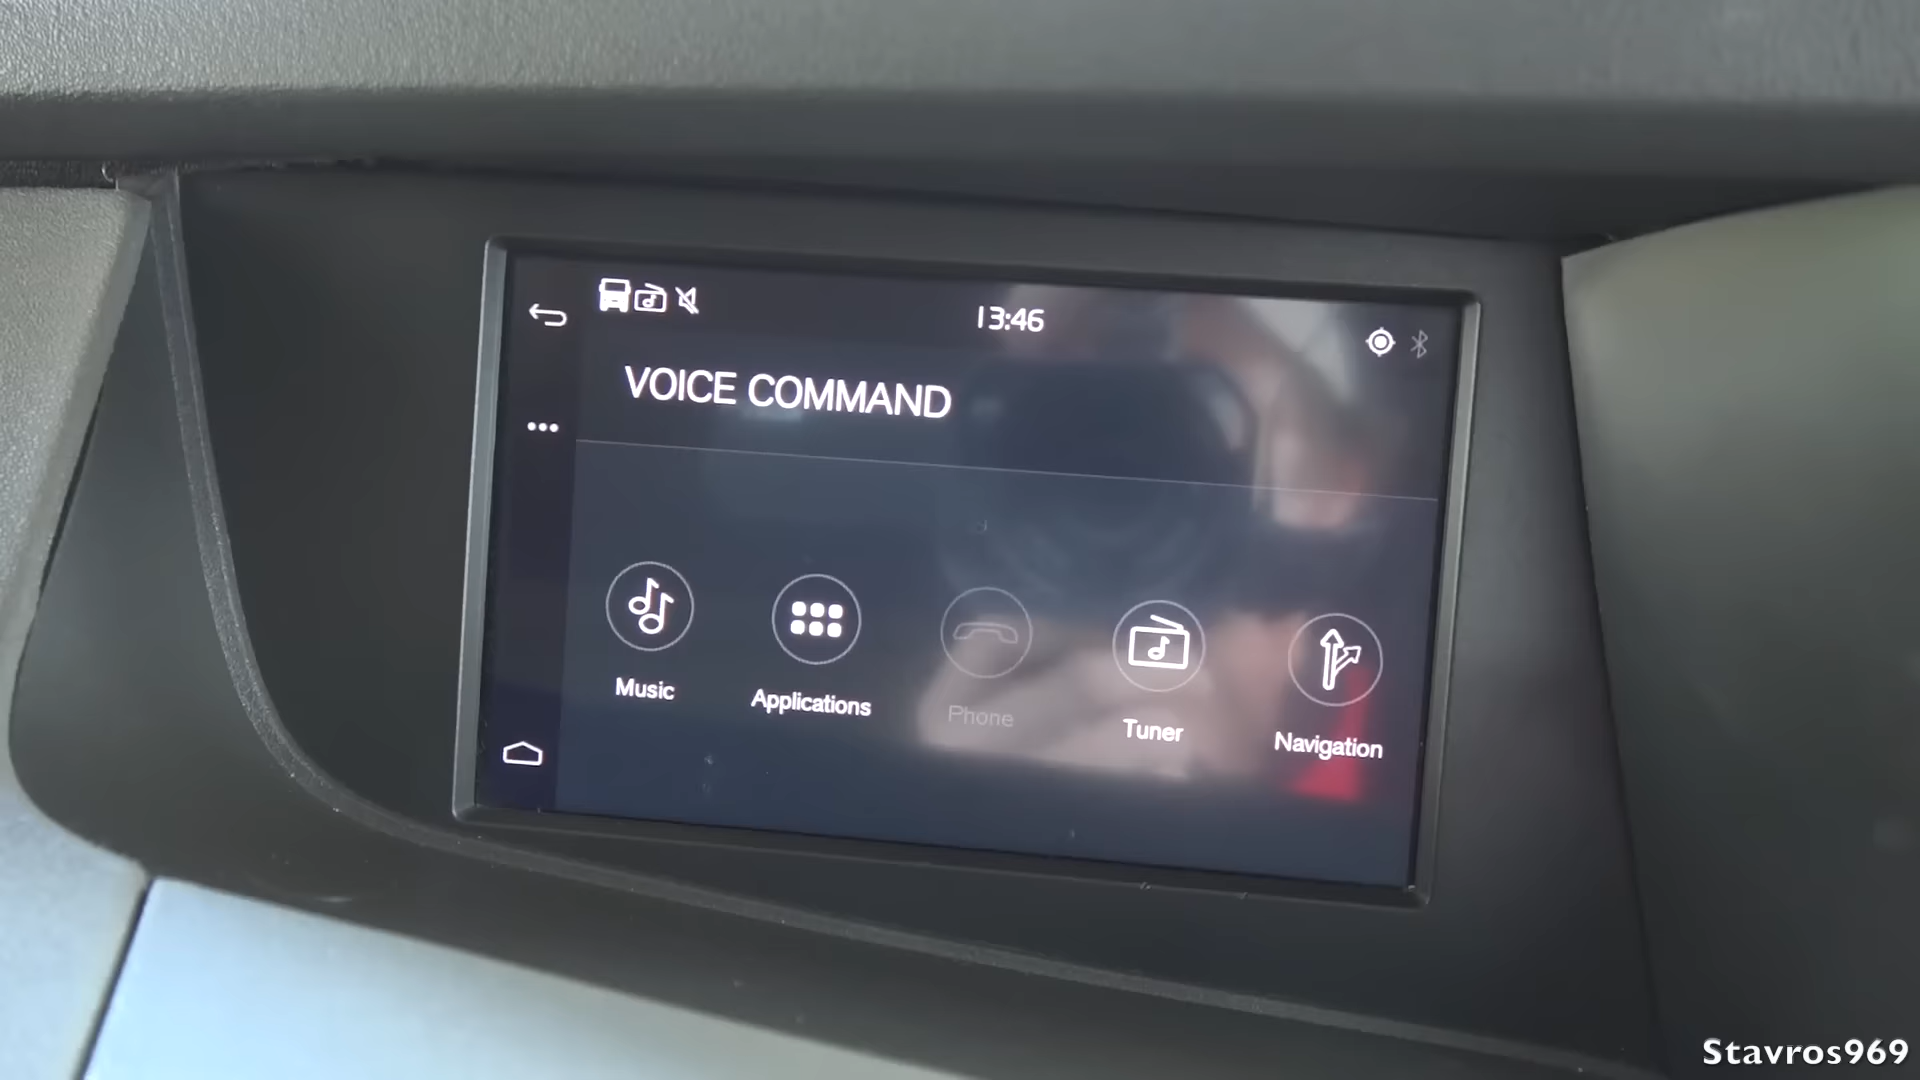 13:46
VOICE COMMAND
Music
Applications
Phone
Tuner
Navigation
Stavros969